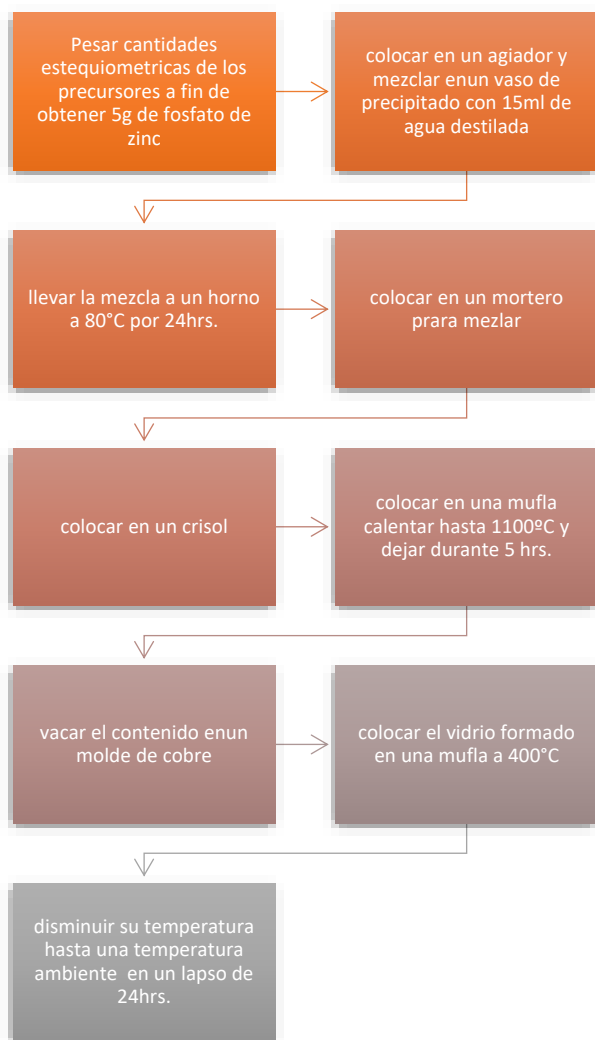 Pesar cantidades
estequiometricas de los
precursores a fin de
obtener 5g de fosfato de
zinc
colocar en un agiador y
mezclar enun vaso de
precipitado con 15ml de
agua destilada
llevar la mezcla a un horno
a 80°C por 24hrs.
colocar en un mortero
prara mezlar
colocar en un crisol
colocar en una mufla
calentar hasta 1100ºC y
dejar durante 5 hrs.
vacar el contenido enun
molde de cobre
colocar el vidrio formado
en una mufla a 400°C
disminuir su temperatura
hasta una temperatura
ambiente  en un lapso de
24hrs.